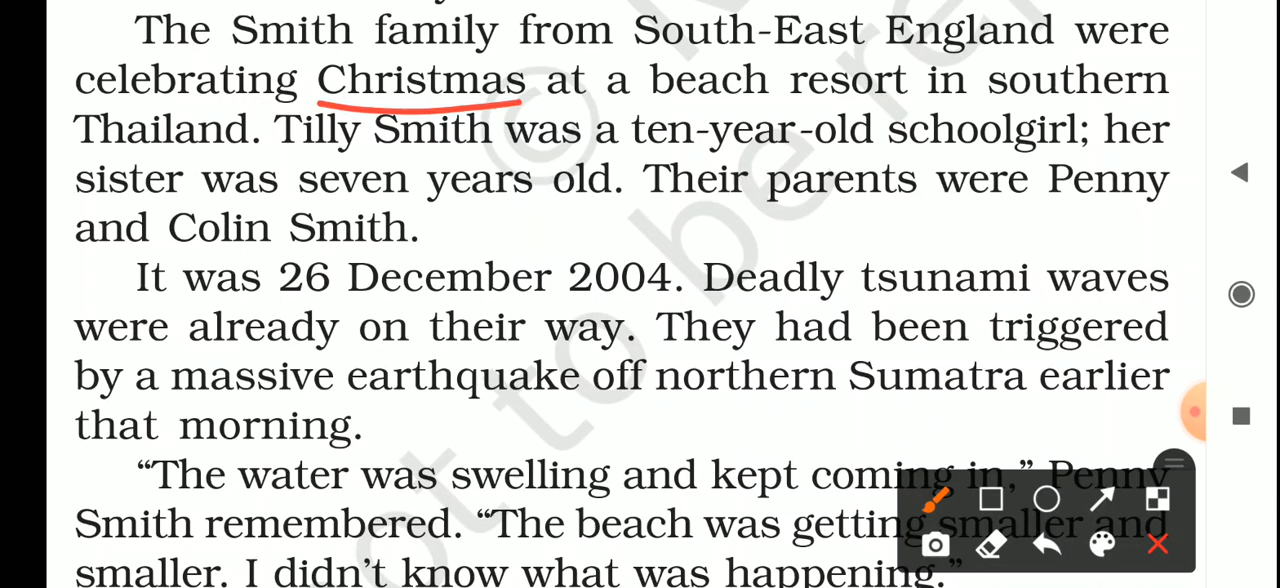 The Smith family from South-East England were
celebrating Christmas at a beach resort in southern
Thailand. Tilly Smith was a ten-year-old schoolgirl; her
sister was seven years old. Their parents were Penny
and Colin Smith.
It was 26 December 2004. Deadly tsunami waves
were already on their way. They had been triggered
by a massive earthquake off northern Sumatra earlier
that morning.
“The water was swelling and kept coming in,” Penny
Smith remembered. “The beach was getting smaller and
smaller. I didn’t know what was happening.”
© 
not to be re